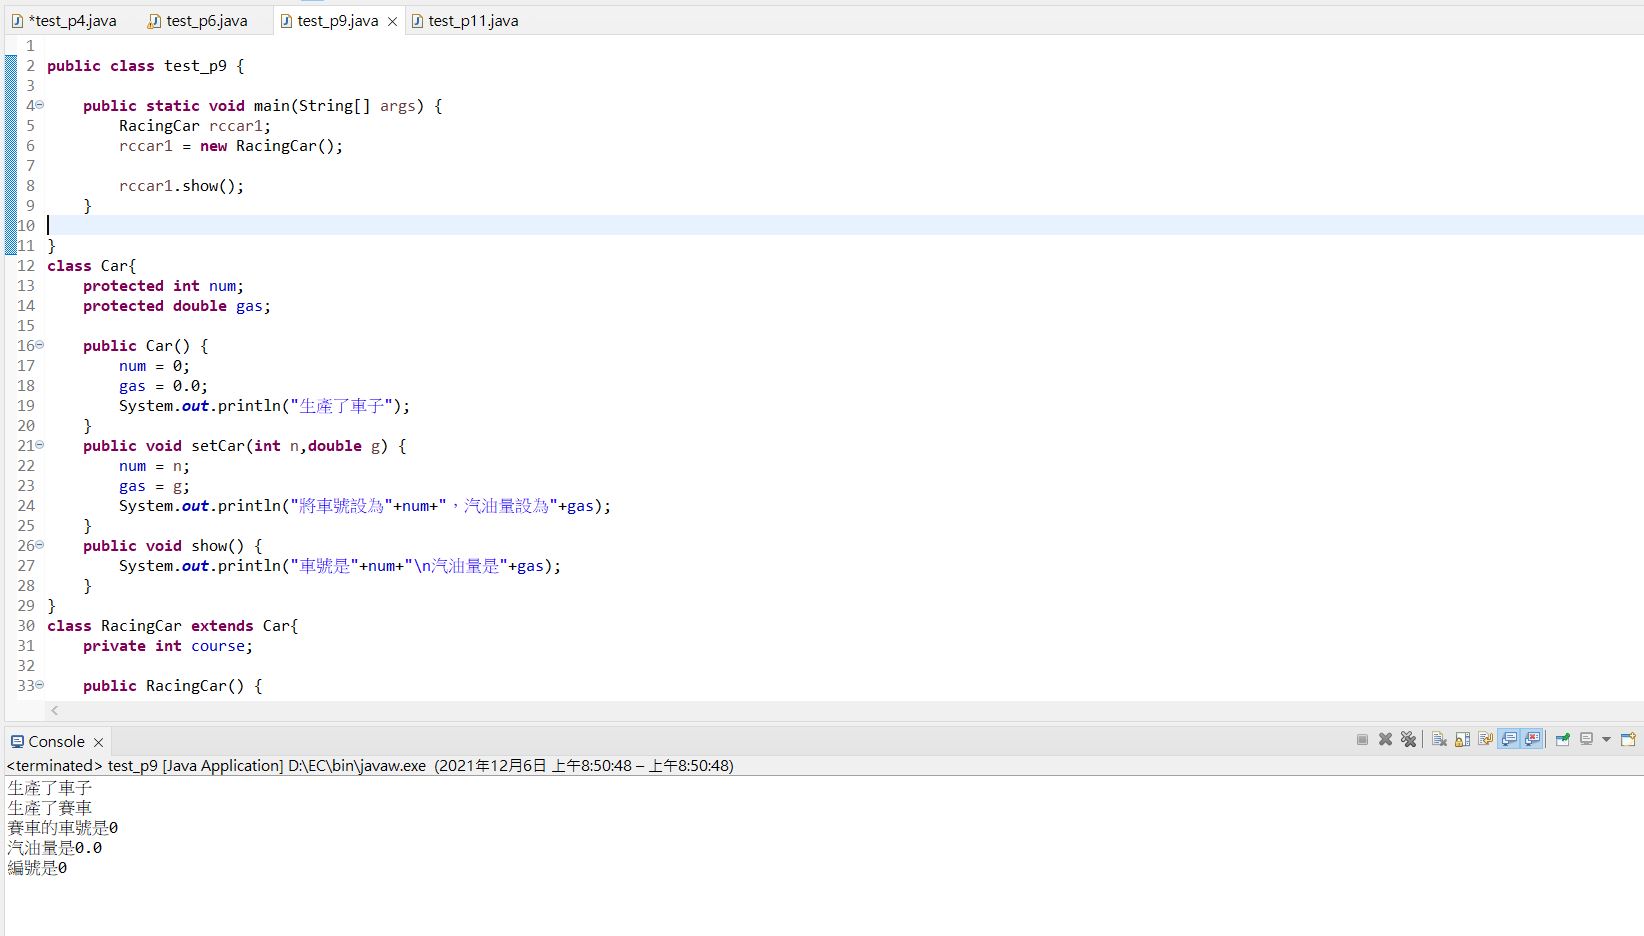 *test_p4.java test_p6.java test_p9.java test_p11.java
1
2 public class test_p9 {
3
4 public static void main(String[] args) {
5 RacingCar rccar1;
6 rccar1 = new RacingCar();
7
8 rccar1.show();
9 }
10
11 }
12 class Car{
13 protected int num;
14 protected double gas;
15
16 public Car() {
17 num = 0;
18 gas = 0.0;
19 System.out.println("生產了車子");
20 }
21 public void setCar(int n,double g) {
22 num = n;
23 gas = g;
24 System.out.println("將車號設為"+num+"，汽油量設為"+gas);
25 }
26 public void show() {
27 System.out.println("車號是"+num+"\n汽油量是"+gas);
28 }
29 }
30 class RacingCar extends Car{
31 private int course;
32
33 public RacingCar() {
Console
<terminated> test_p9 [Java Application] D:\EC\bin\javaw.exe (2021年12月6日 上午8:50:48 – 上午8:50:48)
生產了車子
生產了賽車
賽車的車號是0
汽油量是0.0
編號是0